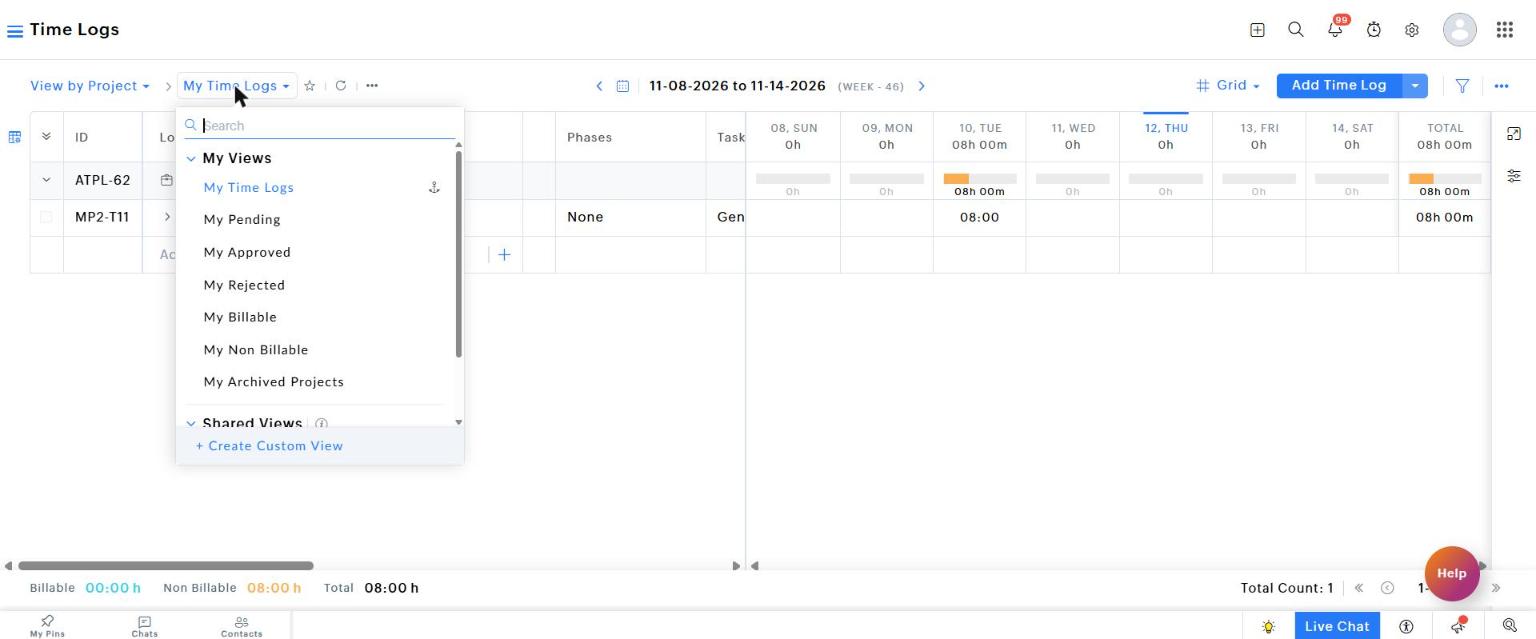 Time Logs
99
View by Project
My Time Logs
11-08-2026 to 11-14-2026 (WEEK - 46)
Grid
Add Time Log
Search
My Views
My Time Logs
My Pending
My Approved
My Rejected
My Billable
My Non Billable
My Archived Projects
Shared Views
+ Create Custom View
ID
Lo
Phases
Task
08, SUN
0h
09, MON
0h
10, TUE
08h 00m
11, WED
0h
12, THU
0h
13, FRI
0h
14, SAT
0h
TOTAL
08h 00m
ATPL-62
0h
0h
08h 00m
0h
0h
0h
0h
08h 00m
MP2-T11
None
Gen
08:00
08h 00m
Ac
Billable 00:00 h Non Billable 08:00 h Total 08:00 h
Total Count: 1
1-
Help
My Pins
Chats
Contacts
Live Chat